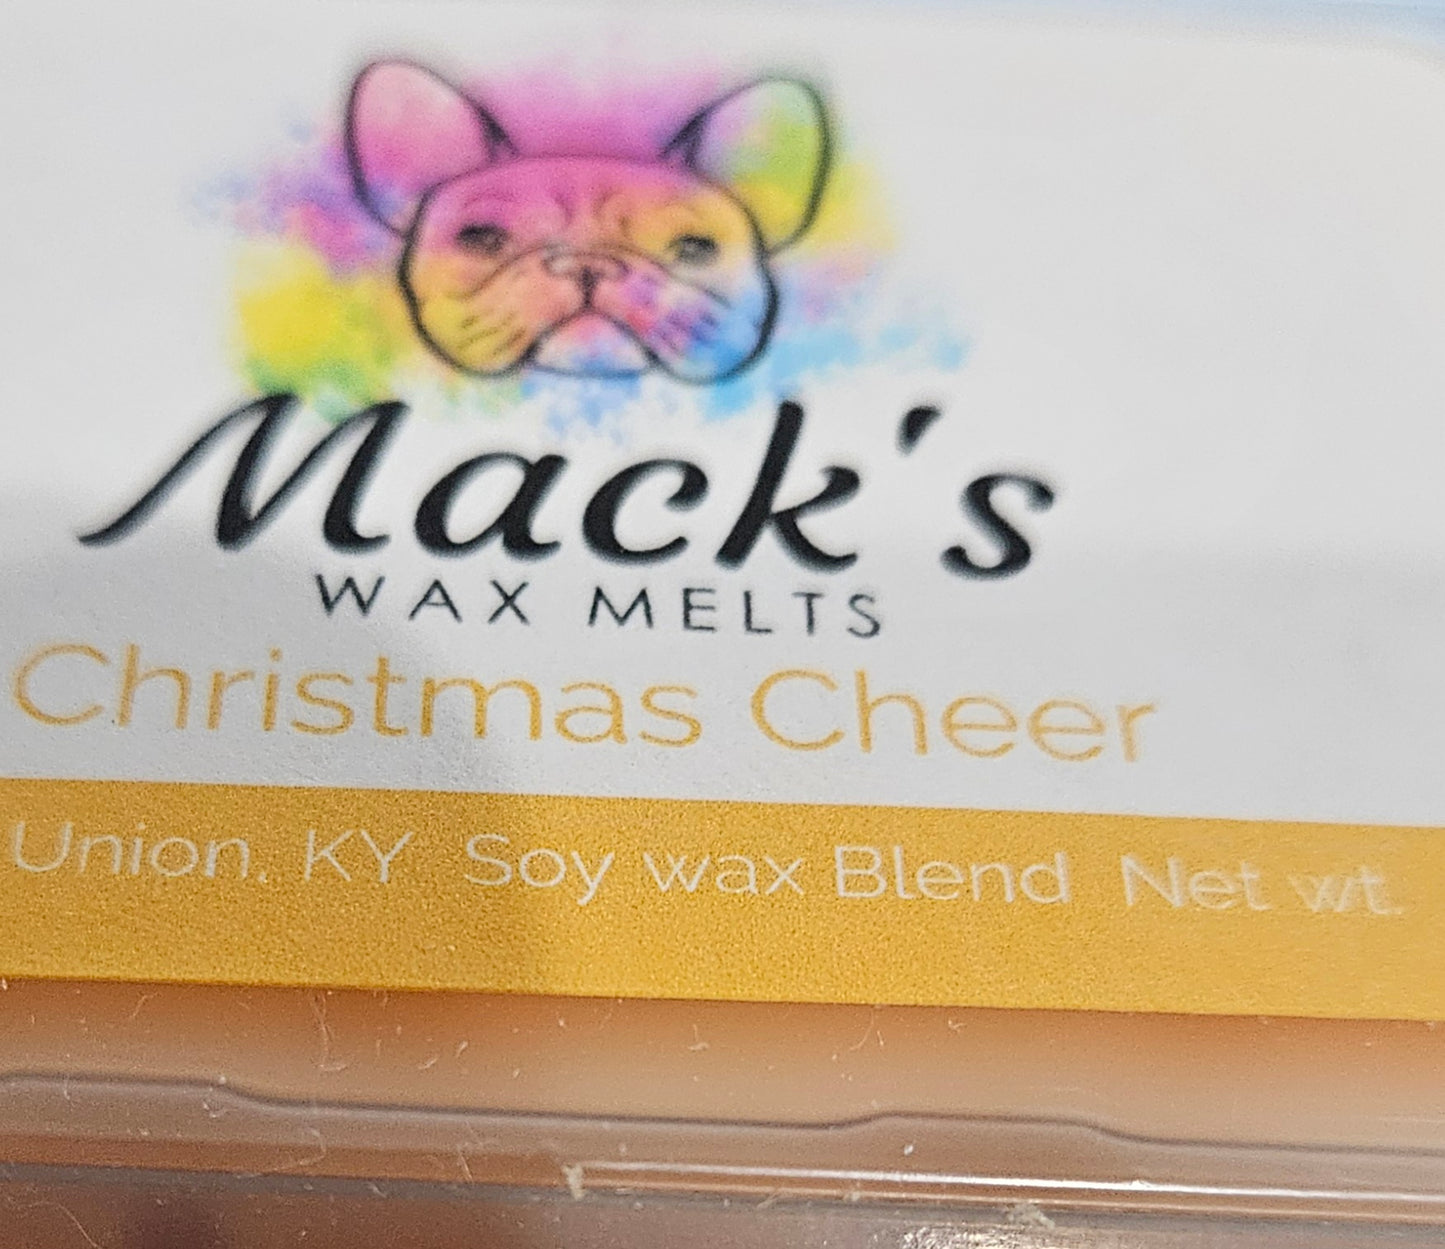 Mack's
WAX MELTS
Christmas Cheer
Union, KY Soy wax Blend Net wt.